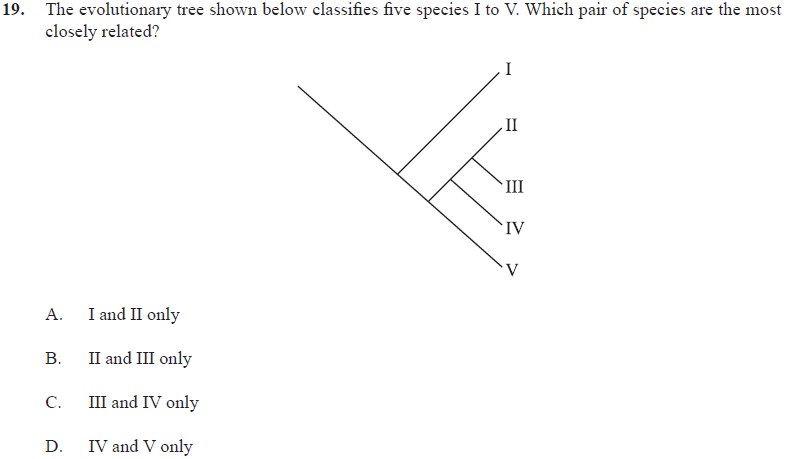 19. The evolutionary tree shown below classifies five species I to V. Which pair of species are the most
closely related?
I
II
III
IV
V
A. I and II only
B. II and III only
C. III and IV only
D. IV and V only